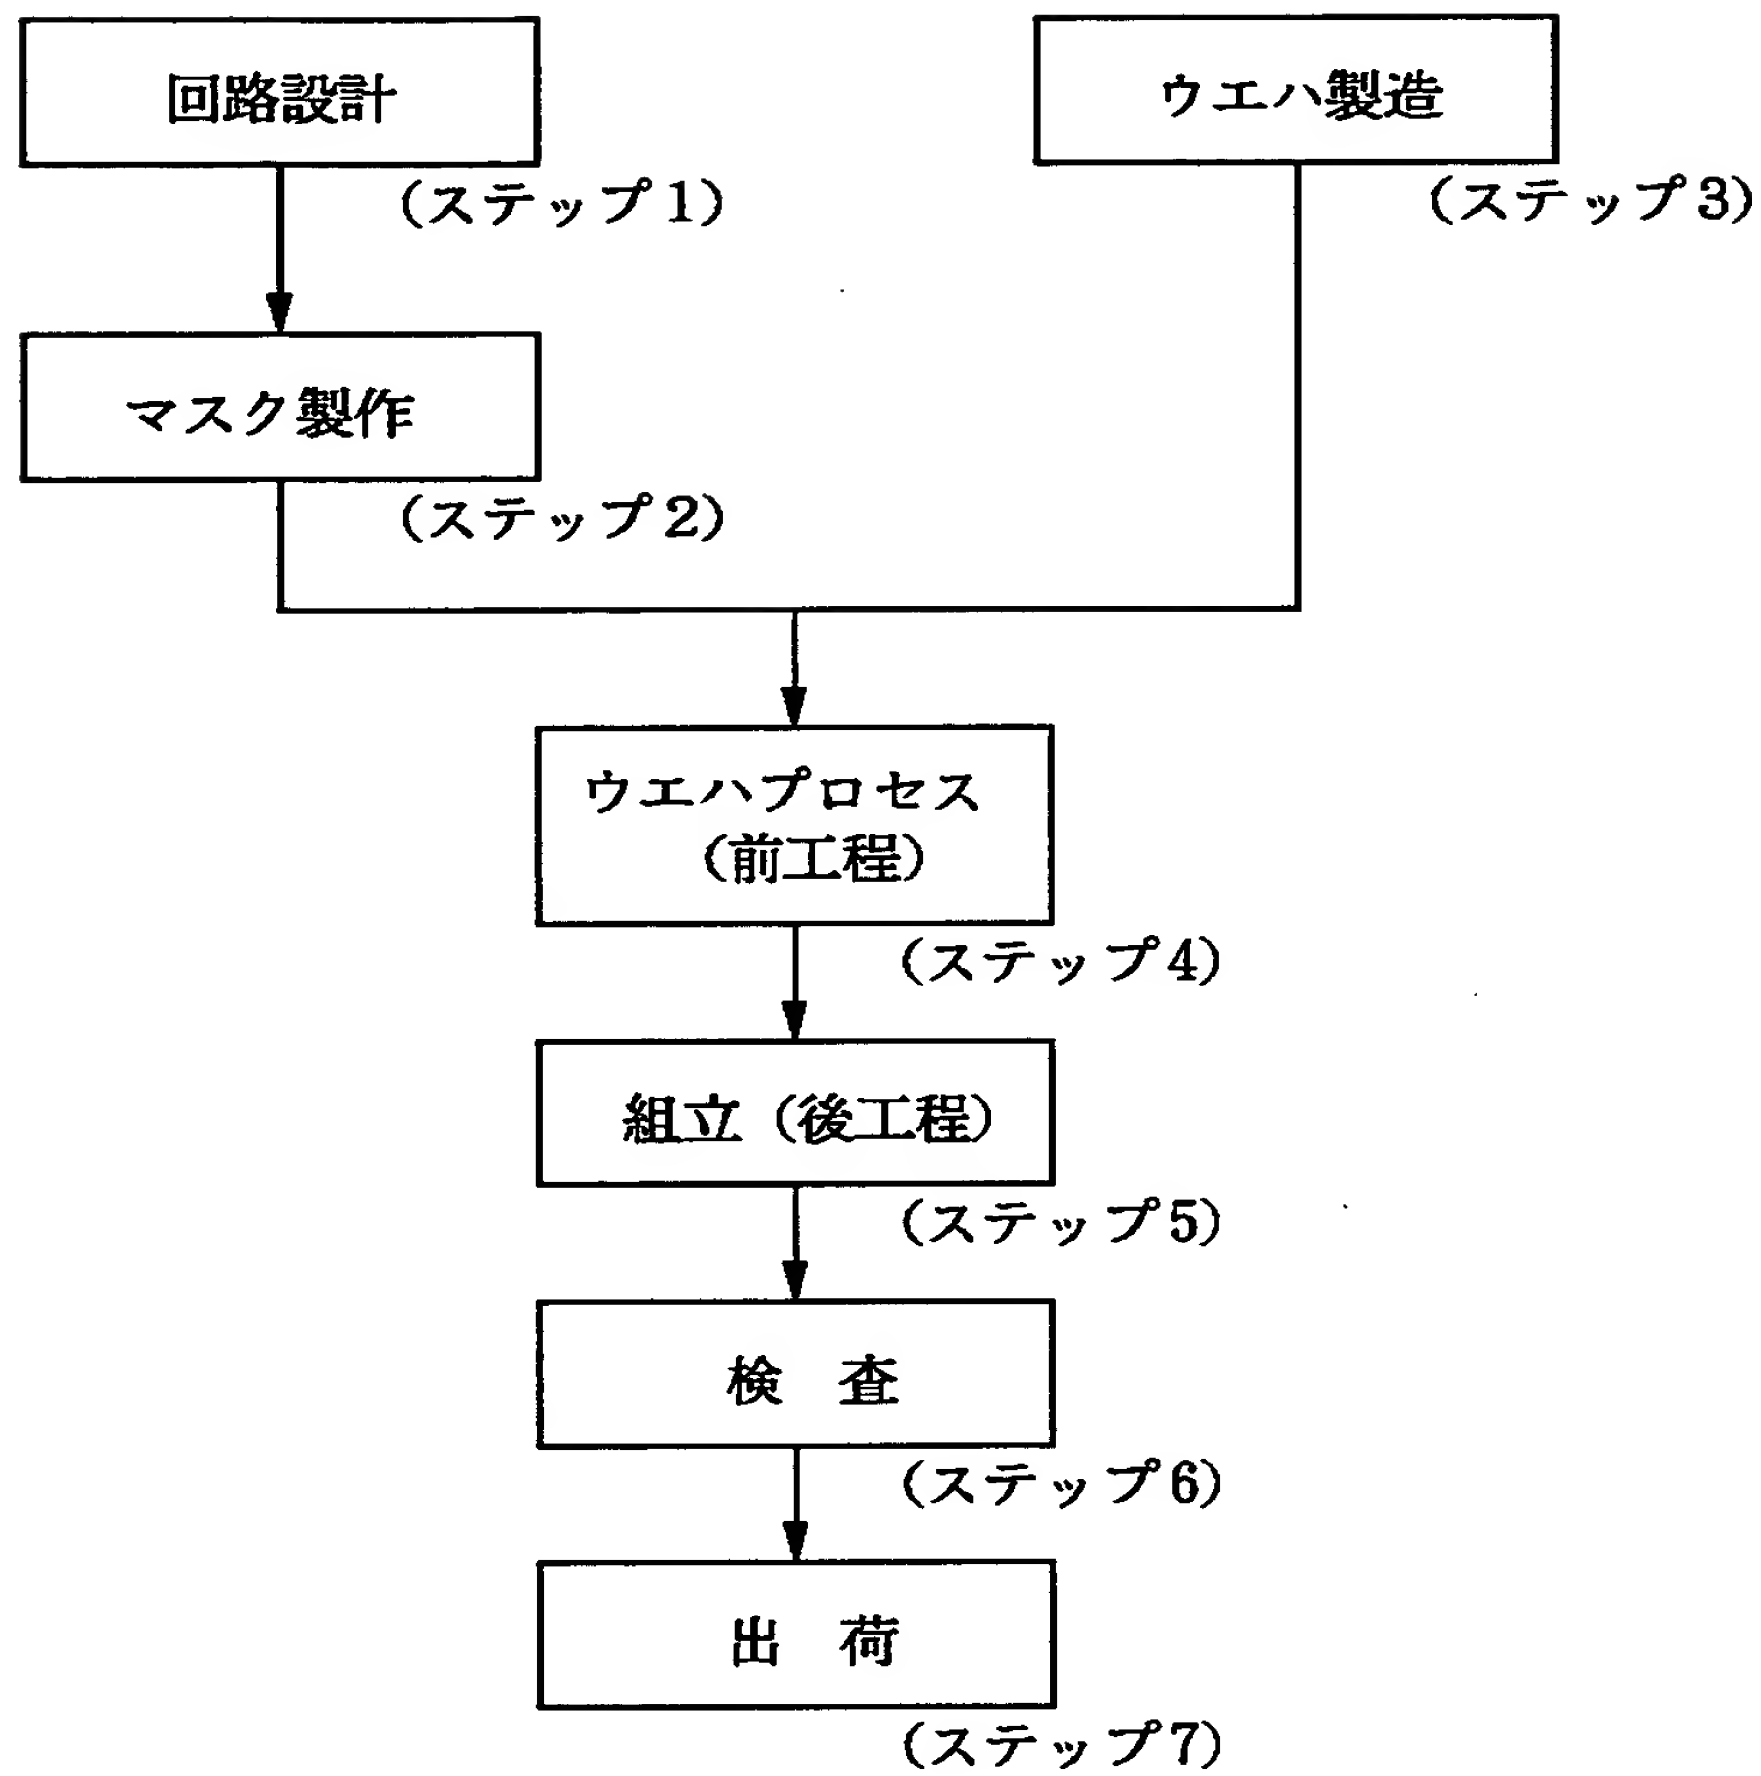 回路設計
(ステップ1)
ウエハ製造
(ステップ3)
マスク製作
(ステップ2)
ウエハプロセス
(前工程)
(ステップ4)
組立(後工程)
(ステップ5)
検 査
(ステップ6)
出 荷
(ステップ7)